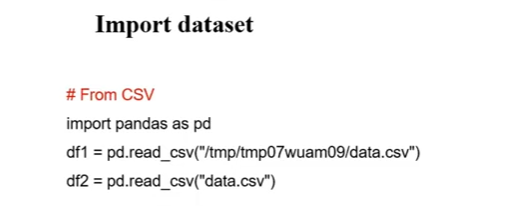 Import dataset
# From CSV
import pandas as pd
df1 = pd.read_csv("/tmp/tmp07wuam09/data.csv")
df2 = pd.read_csv("data.csv")